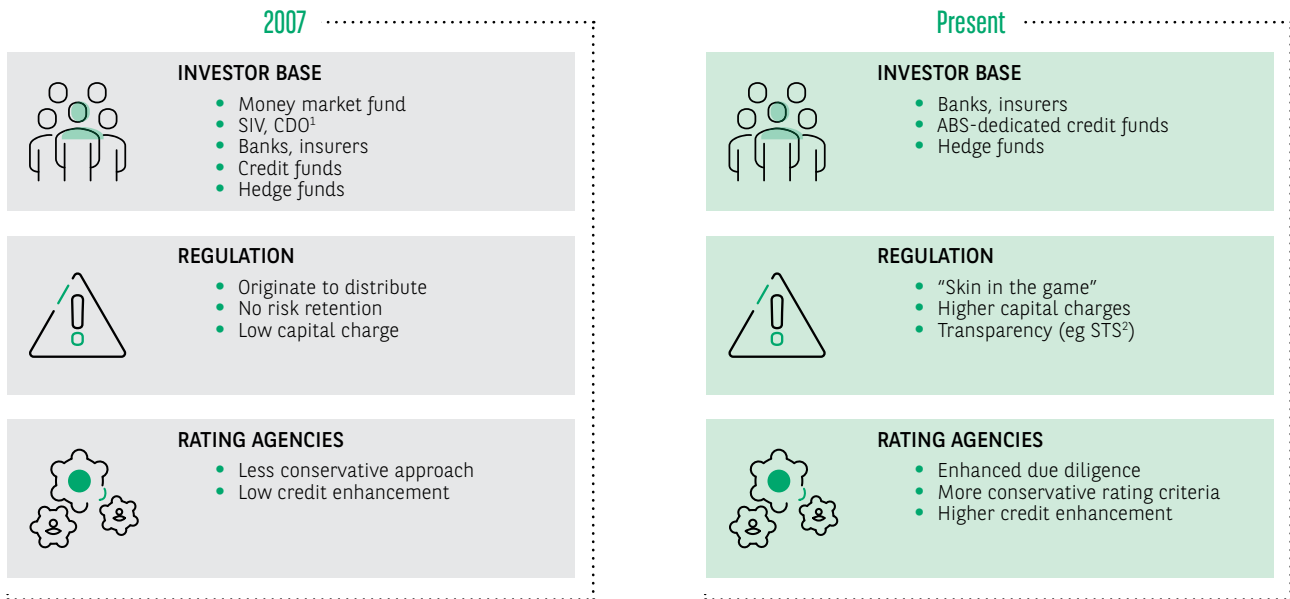 2007
INVESTOR BASE
• Money market fund
• SIV, CDO¹
• Banks, insurers
• Credit funds
• Hedge funds
REGULATION
• Originate to distribute
• No risk retention
• Low capital charge
RATING AGENCIES
• Less conservative approach
• Low credit enhancement
Present
INVESTOR BASE
• Banks, insurers
• ABS-dedicated credit funds
• Hedge funds
REGULATION
• “Skin in the game”
• Higher capital charges
• Transparency (eg STS²)
RATING AGENCIES
• Enhanced due diligence
• More conservative rating criteria
• Higher credit enhancement